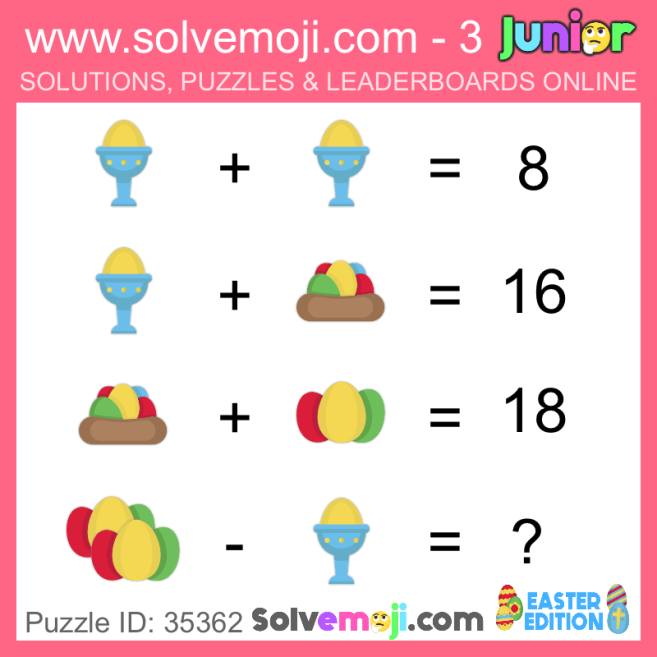 www.solvemoji.com - 3 Junior
SOLUTIONS, PUZZLES & LEADERBOARDS ONLINE
+ = 8
+ = 16
+ = 18
- = ?
Puzzle ID: 35362 Solvemoji.com EASTER EDITION